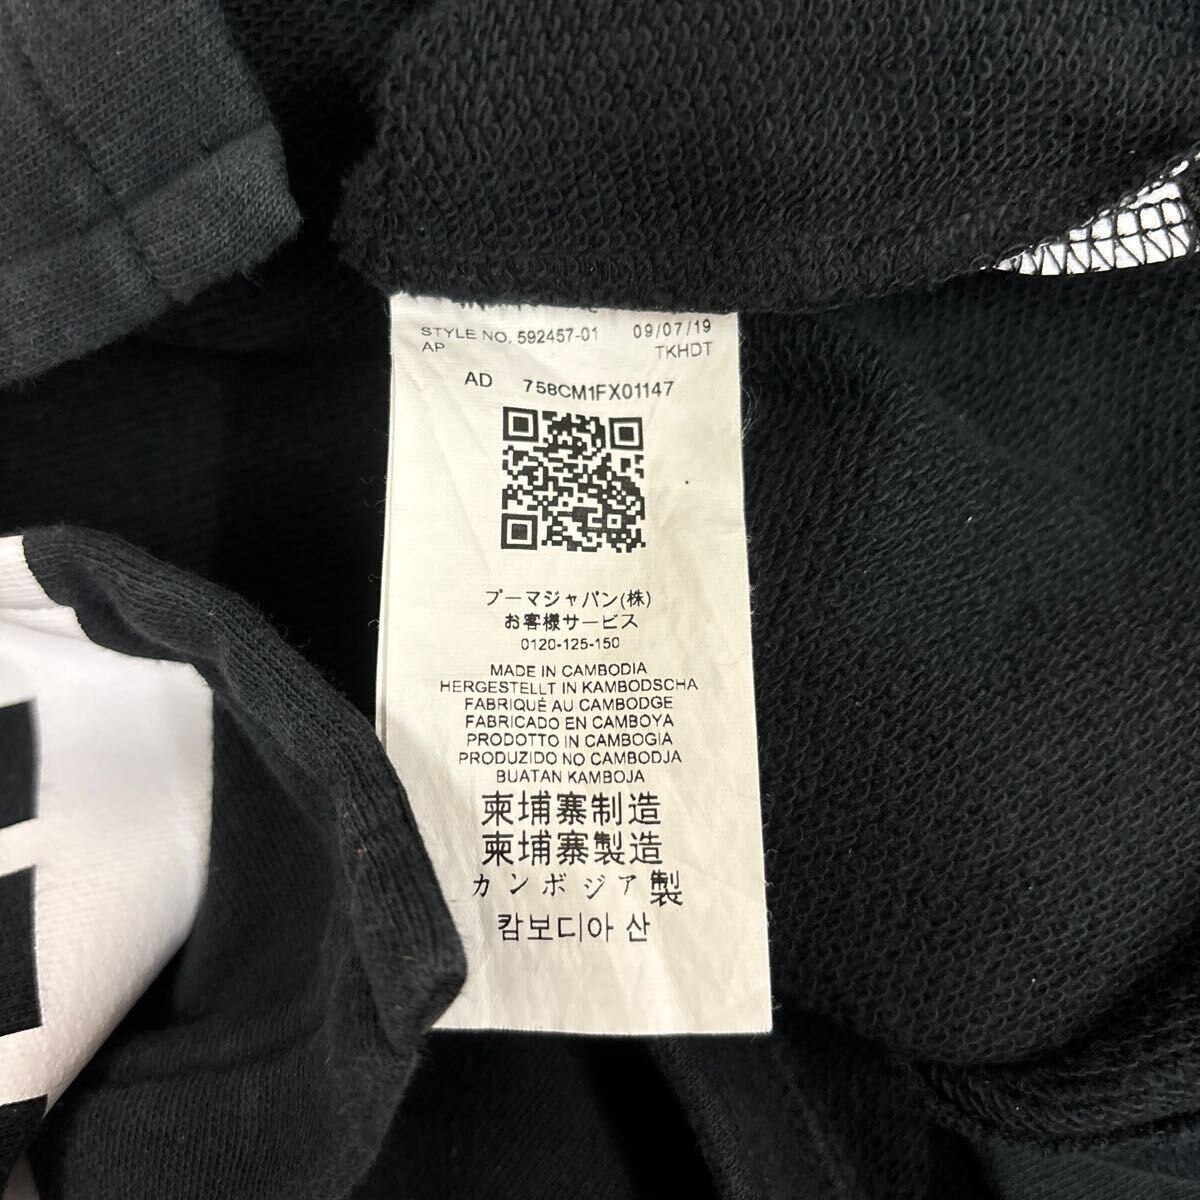 STYLE NO. 592457-01 09/07/19
AP TKHDT
AD 758CM1FX01147
プーマジャパン(株)
お客様サービス
0120-125-150
MADE IN CAMBODIA
HERGESTELLT IN KAMBODSCHA
FABRIQUÉ AU CAMBODGE
FABRICADO EN CAMBOYA
PRODOTTO IN CAMBOGIA
PRODUZIDO NO CAMBODJA
BUATAN KAMBOJA
柬埔寨制造
柬埔寨製造
カンボジア製
캄보디아 산